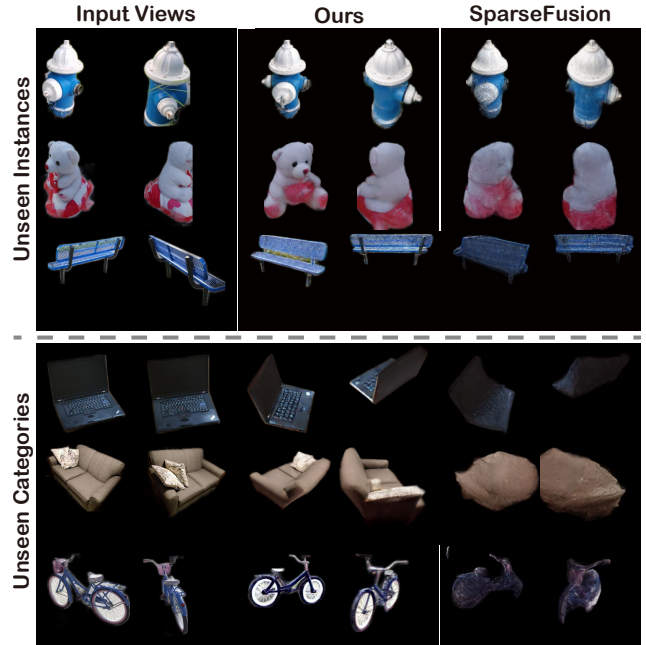 Input Views
Ours
SparseFusion
Unseen Instances
Unseen Categories